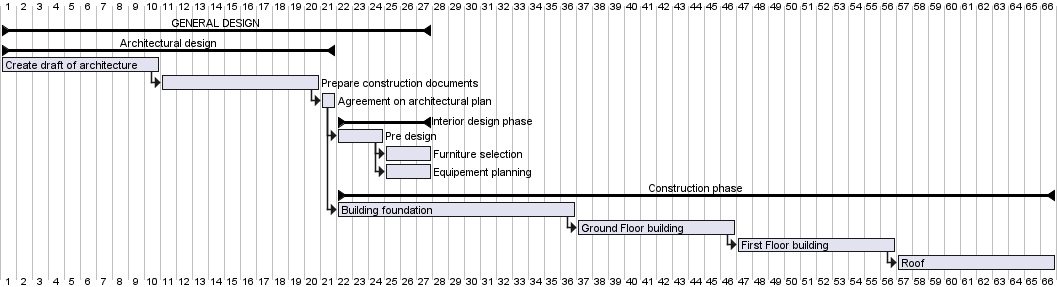 1 2 3 4 5 6 7 8 9 10 11 12 13 14 15 16 17 18 19 20 21 22 23 24 25 26 27 28 29 30 31 32 33 34 35 36 37 38 39 40 41 42 43 44 45 46 47 48 49 50 51 52 53 54 55 56 57 58 59 60 61 62 63 64 65 66
GENERAL DESIGN
Architectural design
Create draft of architecture
Prepare construction documents
Agreement on architectural plan
Interior design phase
Pre design
Furniture selection
Equipement planning
Construction phase
Building foundation
Ground Floor building
First Floor building
Roof
1 2 3 4 5 6 7 8 9 10 11 12 13 14 15 16 17 18 19 20 21 22 23 24 25 26 27 28 29 30 31 32 33 34 35 36 37 38 39 40 41 42 43 44 45 46 47 48 49 50 51 52 53 54 55 56 57 58 59 60 61 62 63 64 65 66